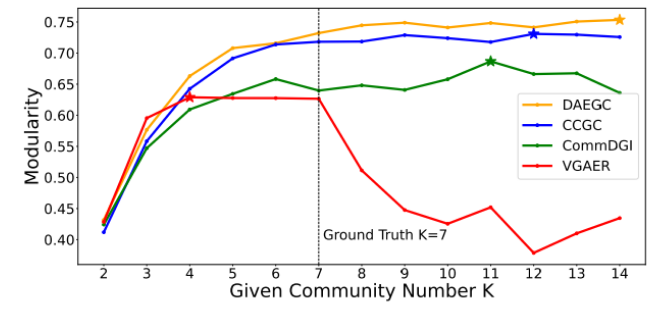 0.75
0.70
0.65
0.60
0.55
0.50
0.45
0.40
Modularity
DAEGC
CCGC
CommDGI
VGAER
Ground Truth K=7
2 3 4 5 6 7 8 9 10 11 12 13 14
Given Community Number K